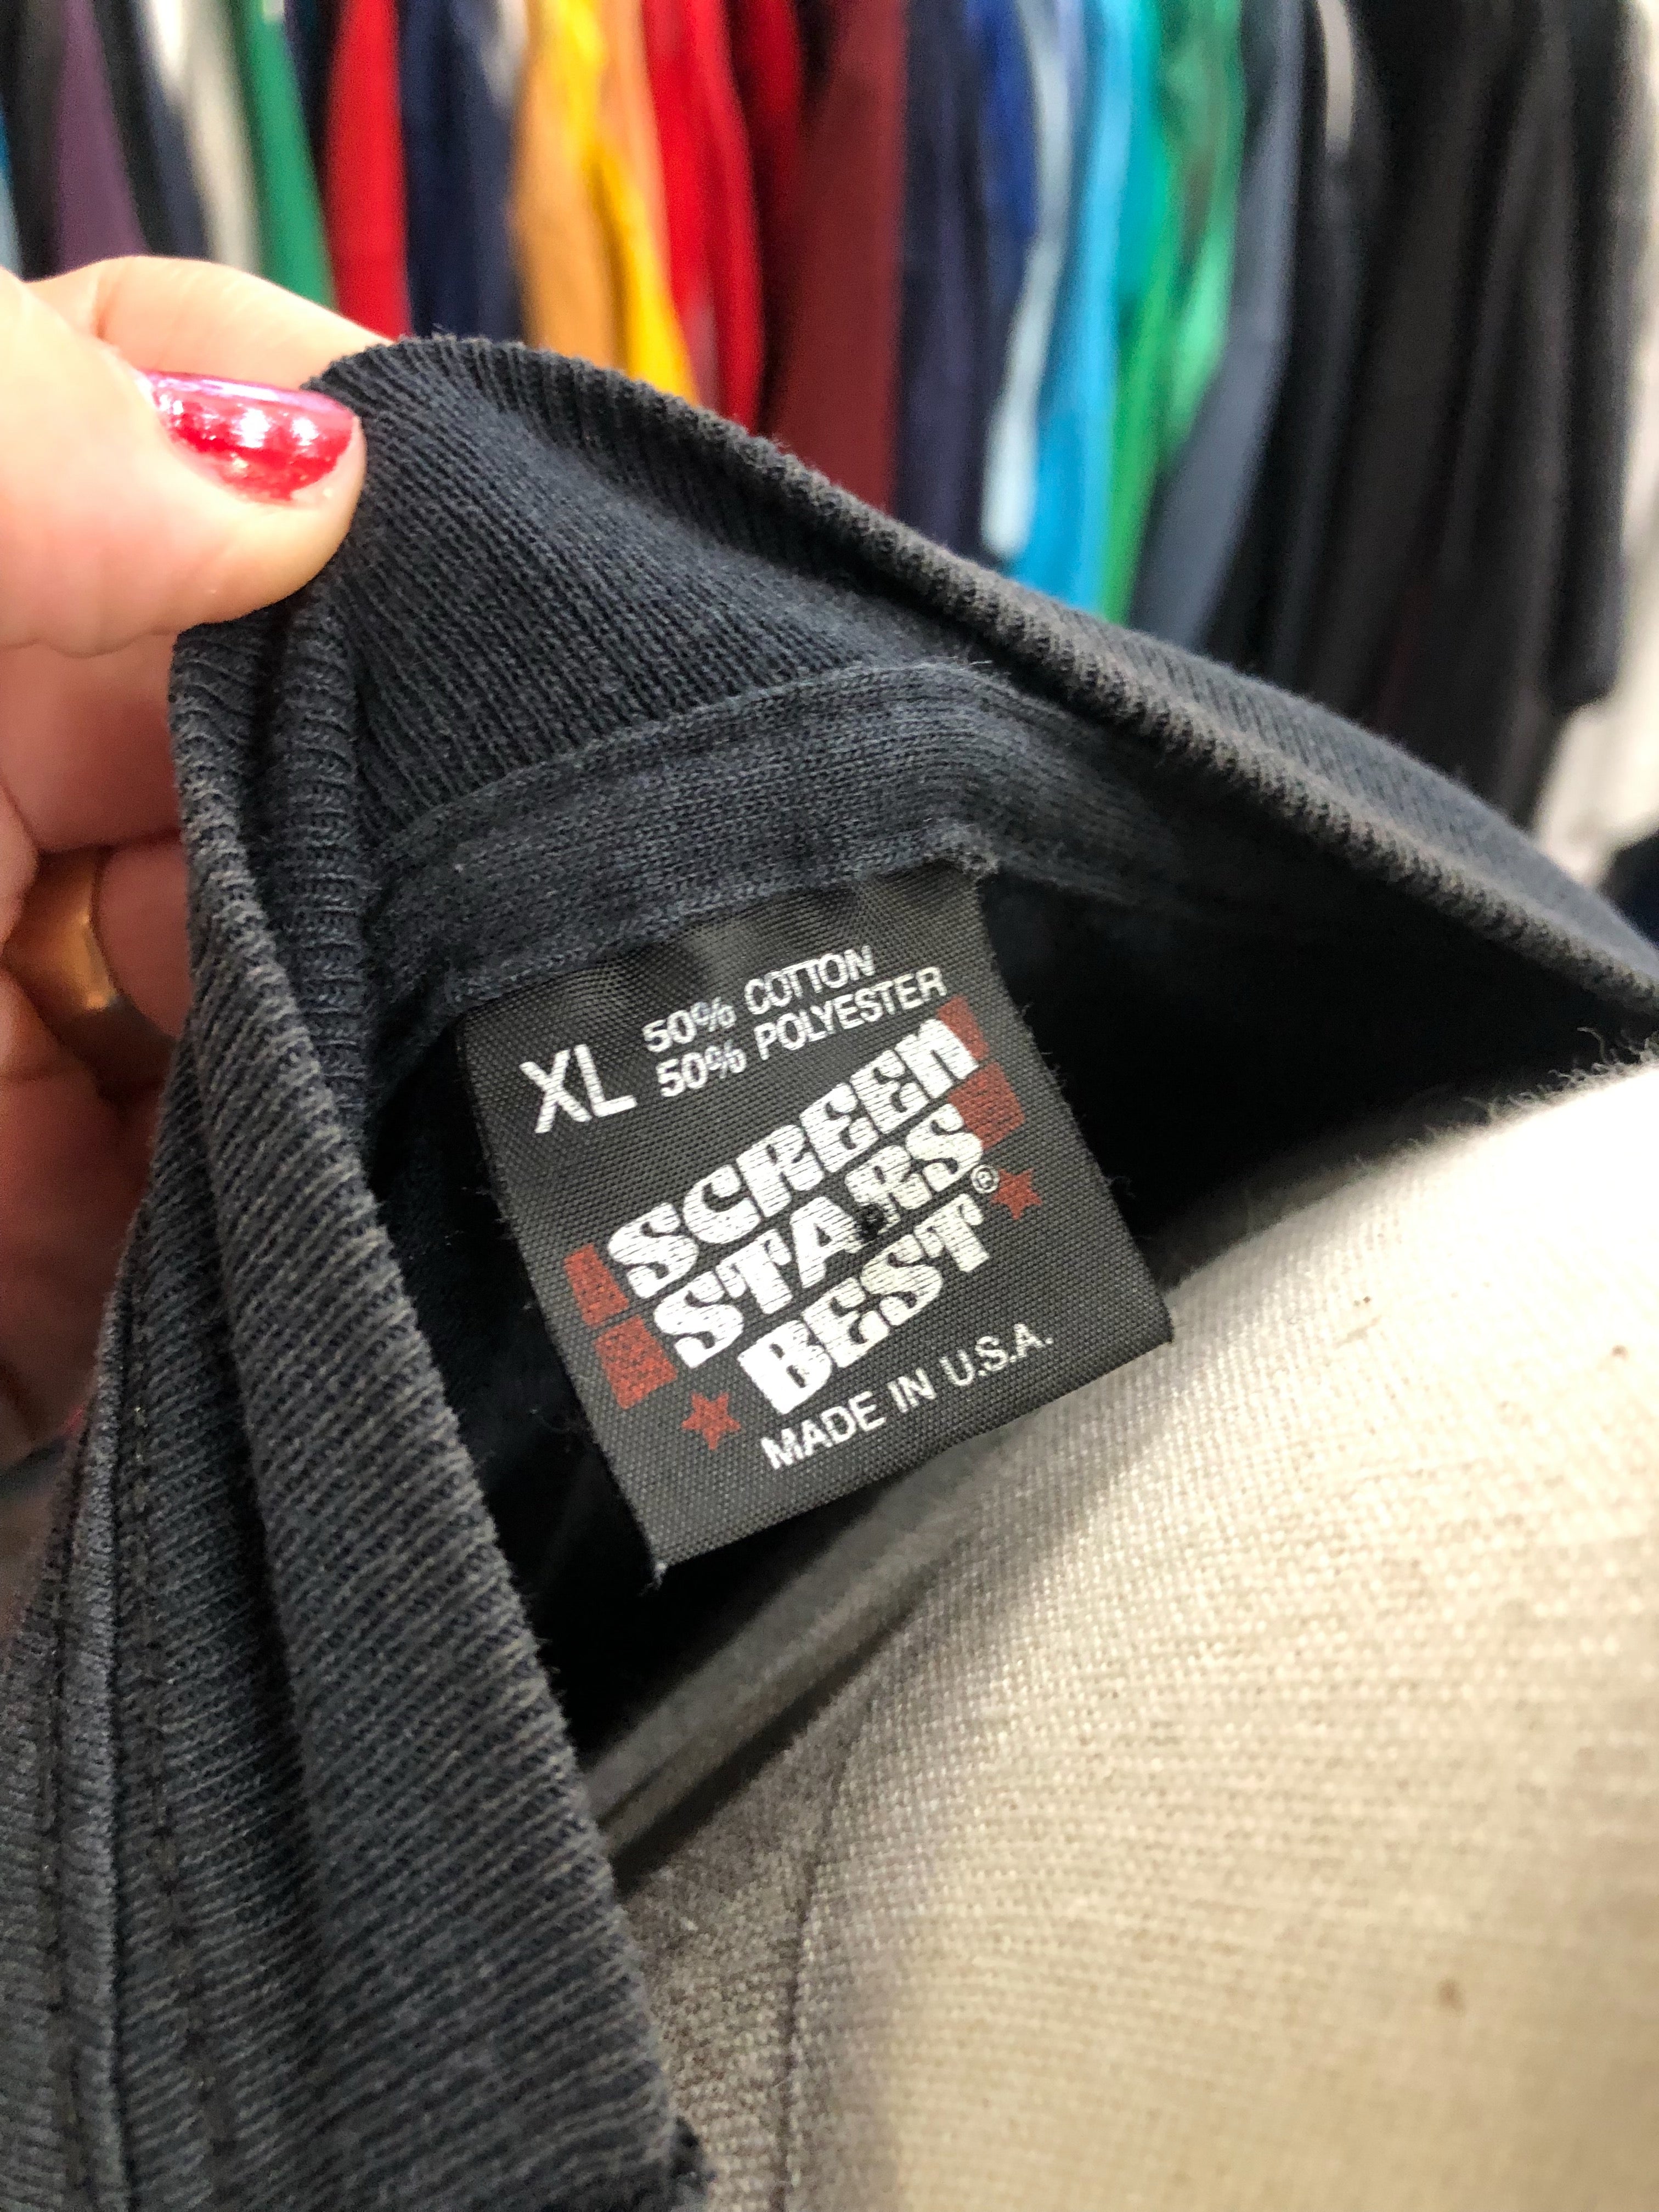 XL
50% COTTON
50% POLYESTER
SCREEN
STARS
BEST®
MADE IN U.S.A.